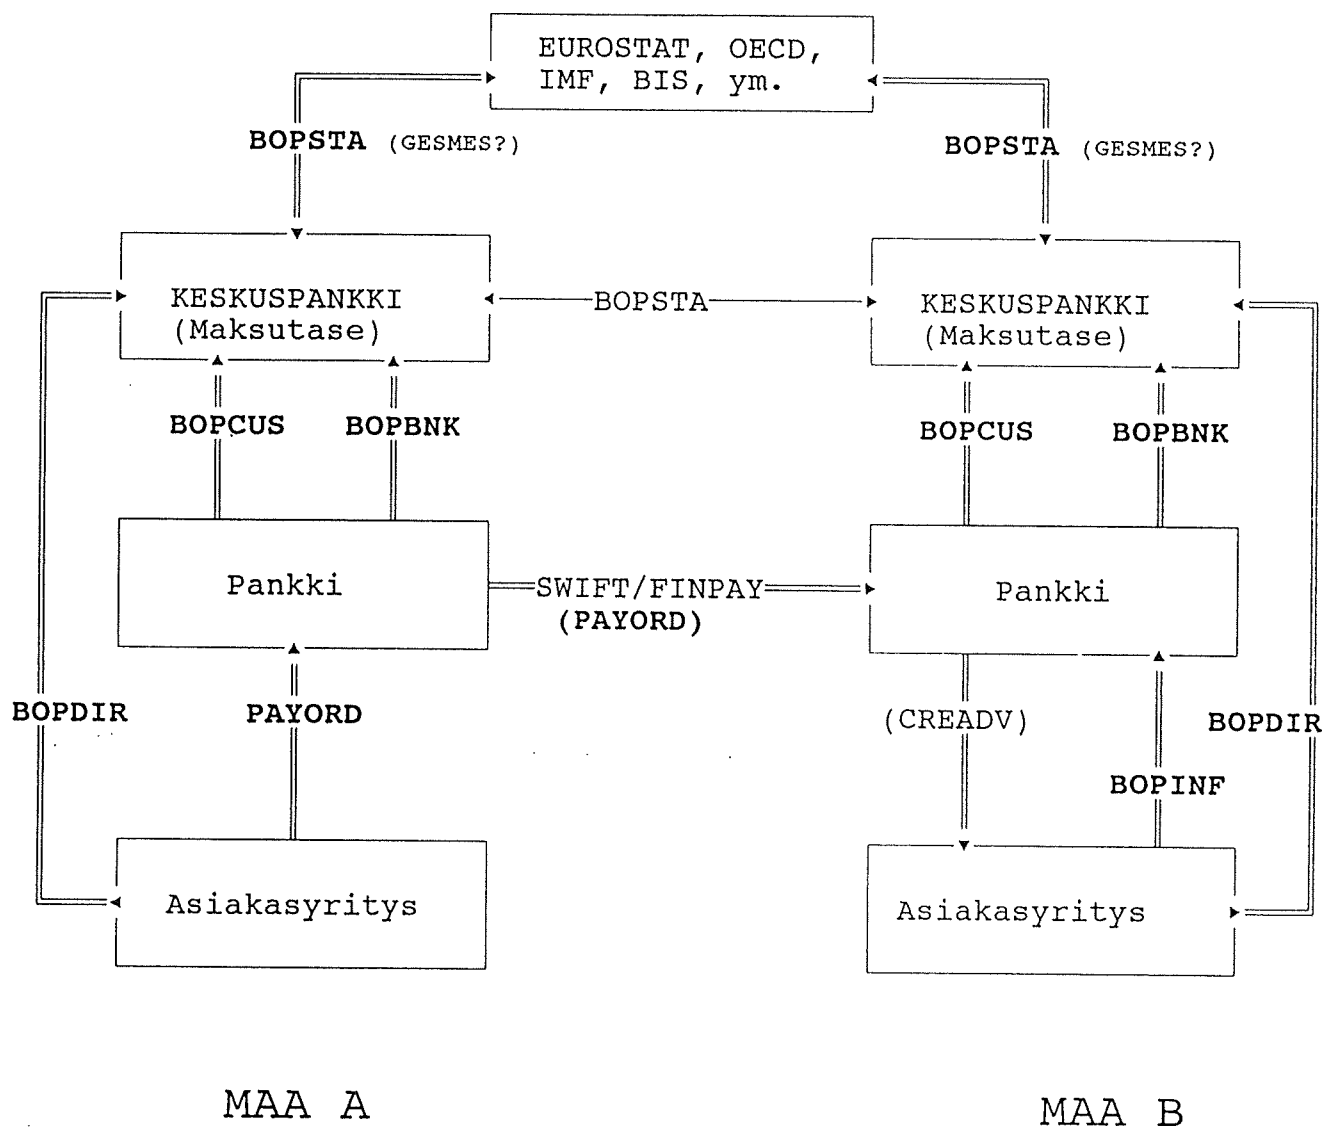 EUROSTAT, OECD,
IMF, BIS, ym.
BOPSTA (GESMES?)
BOPSTA (GESMES?)
KESKUSPANKKI
(Maksutase)
BOPSTA
KESKUSPANKKI
(Maksutase)
BOPCUS
BOPBNK
BOPCUS
BOPBNK
Pankki
SWIFT/FINPAY
(PAYORD)
Pankki
BOPDIR
PAYORD
(CREADV)
BOPDIR
BOPINF
Asiakasyritys
Asiakasyritys
MAA A
MAA B